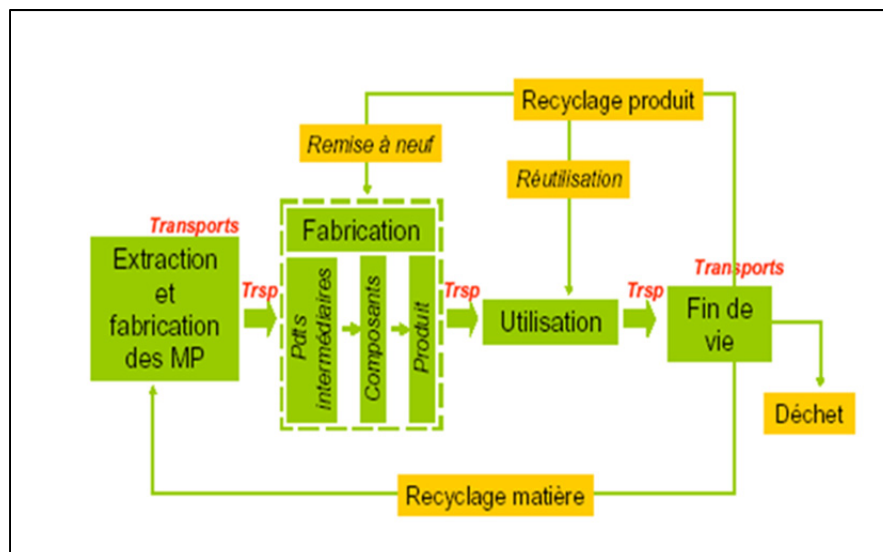 Recyclage produit
Remise à neuf
Réutilisation
Transports
Extraction
et
fabrication
des MP
Trsp
Fabrication
Pdts
intermédiaires
Composants
Produit
Trsp
Utilisation
Trsp
Transports
Fin de
vie
Déchet
Recyclage matière